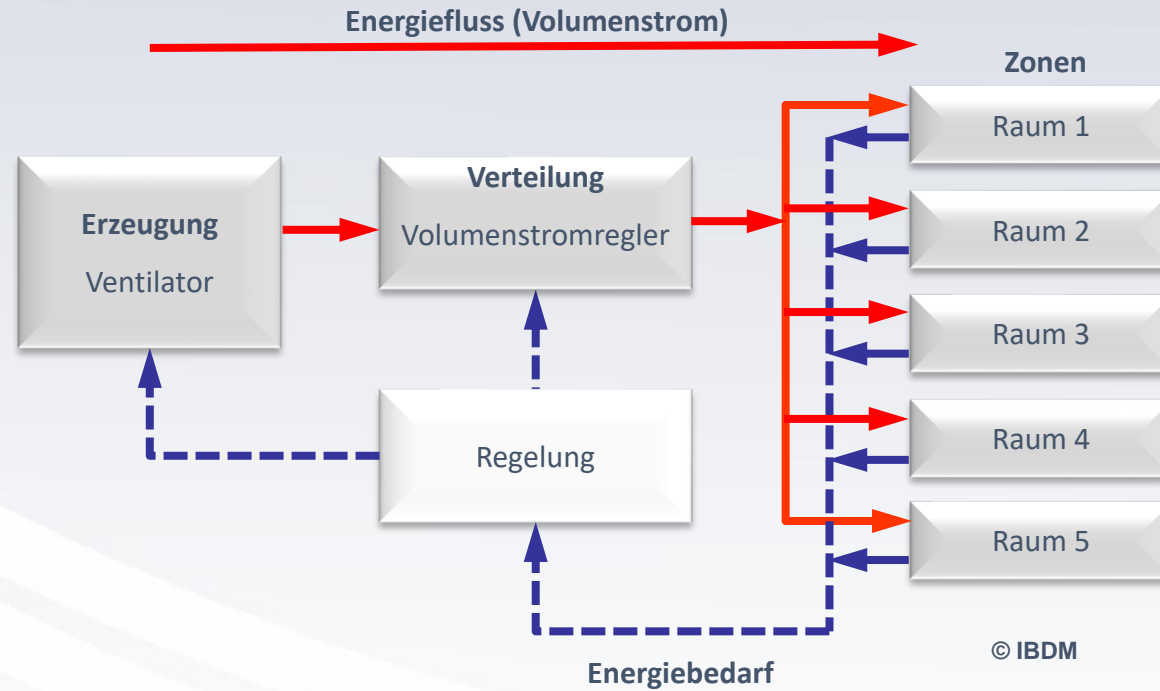 Energiefluss (Volumenstrom)
Zonen
Raum 1
Verteilung
Volumenstromregler
Erzeugung
Ventilator
Raum 2
Raum 3
Raum 4
Regelung
Raum 5
© IBDM
Energiebedarf